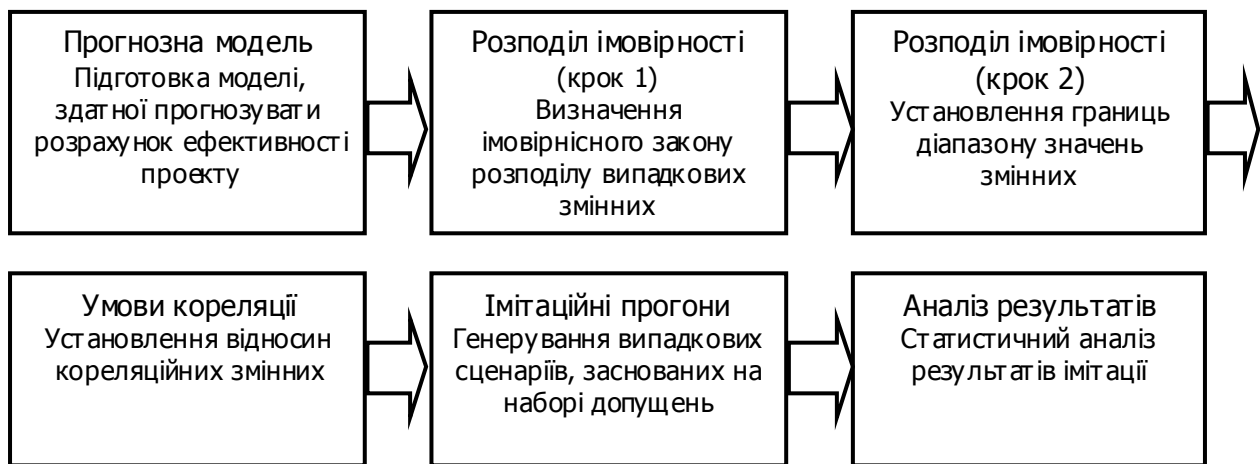 Прогнозна модель
Підготовка моделі,
здатної прогнозувати
розрахунок ефективності
проекту
Розподіл імовірності
(крок 1)
Визначення
імовірнісного закону
розподілу випадкових
змінних
Розподіл імовірності
(крок 2)
Установлення границь
діапазону значень
змінних
Умови кореляції
Установлення відносин
кореляційних змінних
Імітаційні прогони
Генерування випадкових
сценаріїв, заснованих на
наборі допущень
Аналіз результатів
Статистичний аналіз
результатів імітації